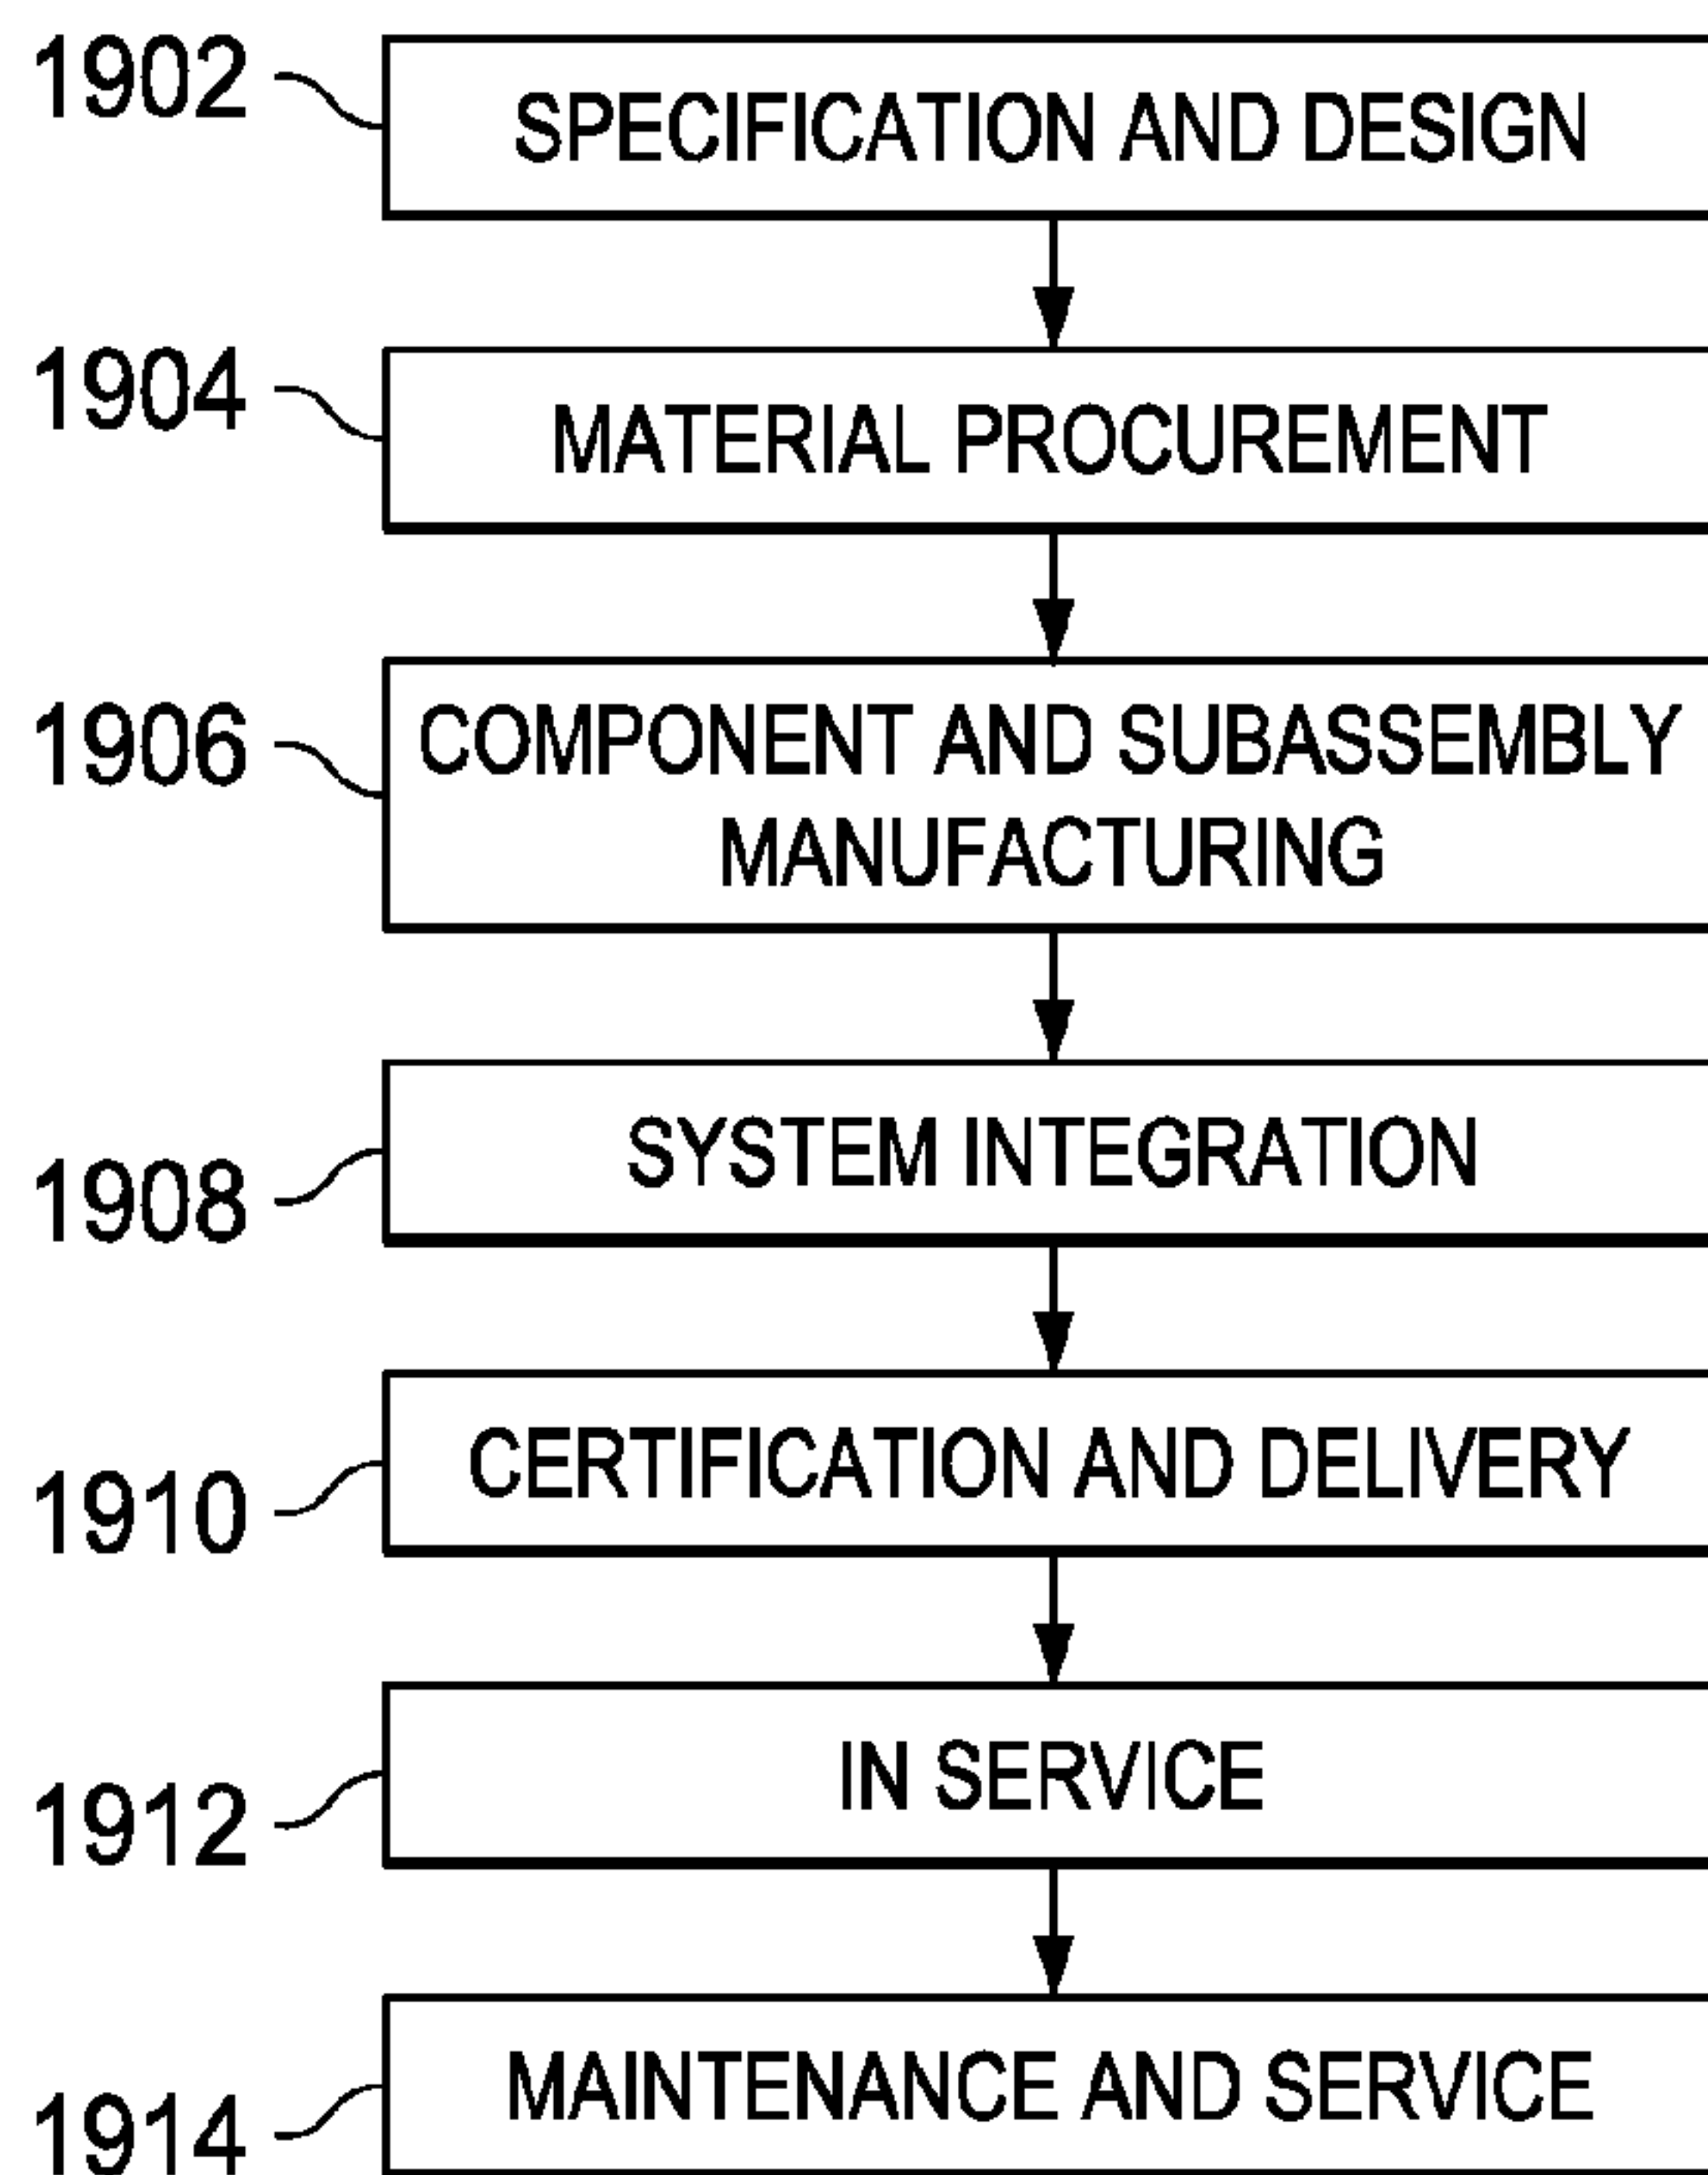 1902
SPECIFICATION AND DESIGN
1904
MATERIAL PROCUREMENT
1906
COMPONENT AND SUBASSEMBLY
MANUFACTURING
1908
SYSTEM INTEGRATION
1910
CERTIFICATION AND DELIVERY
1912
IN SERVICE
1914
MAINTENANCE AND SERVICE